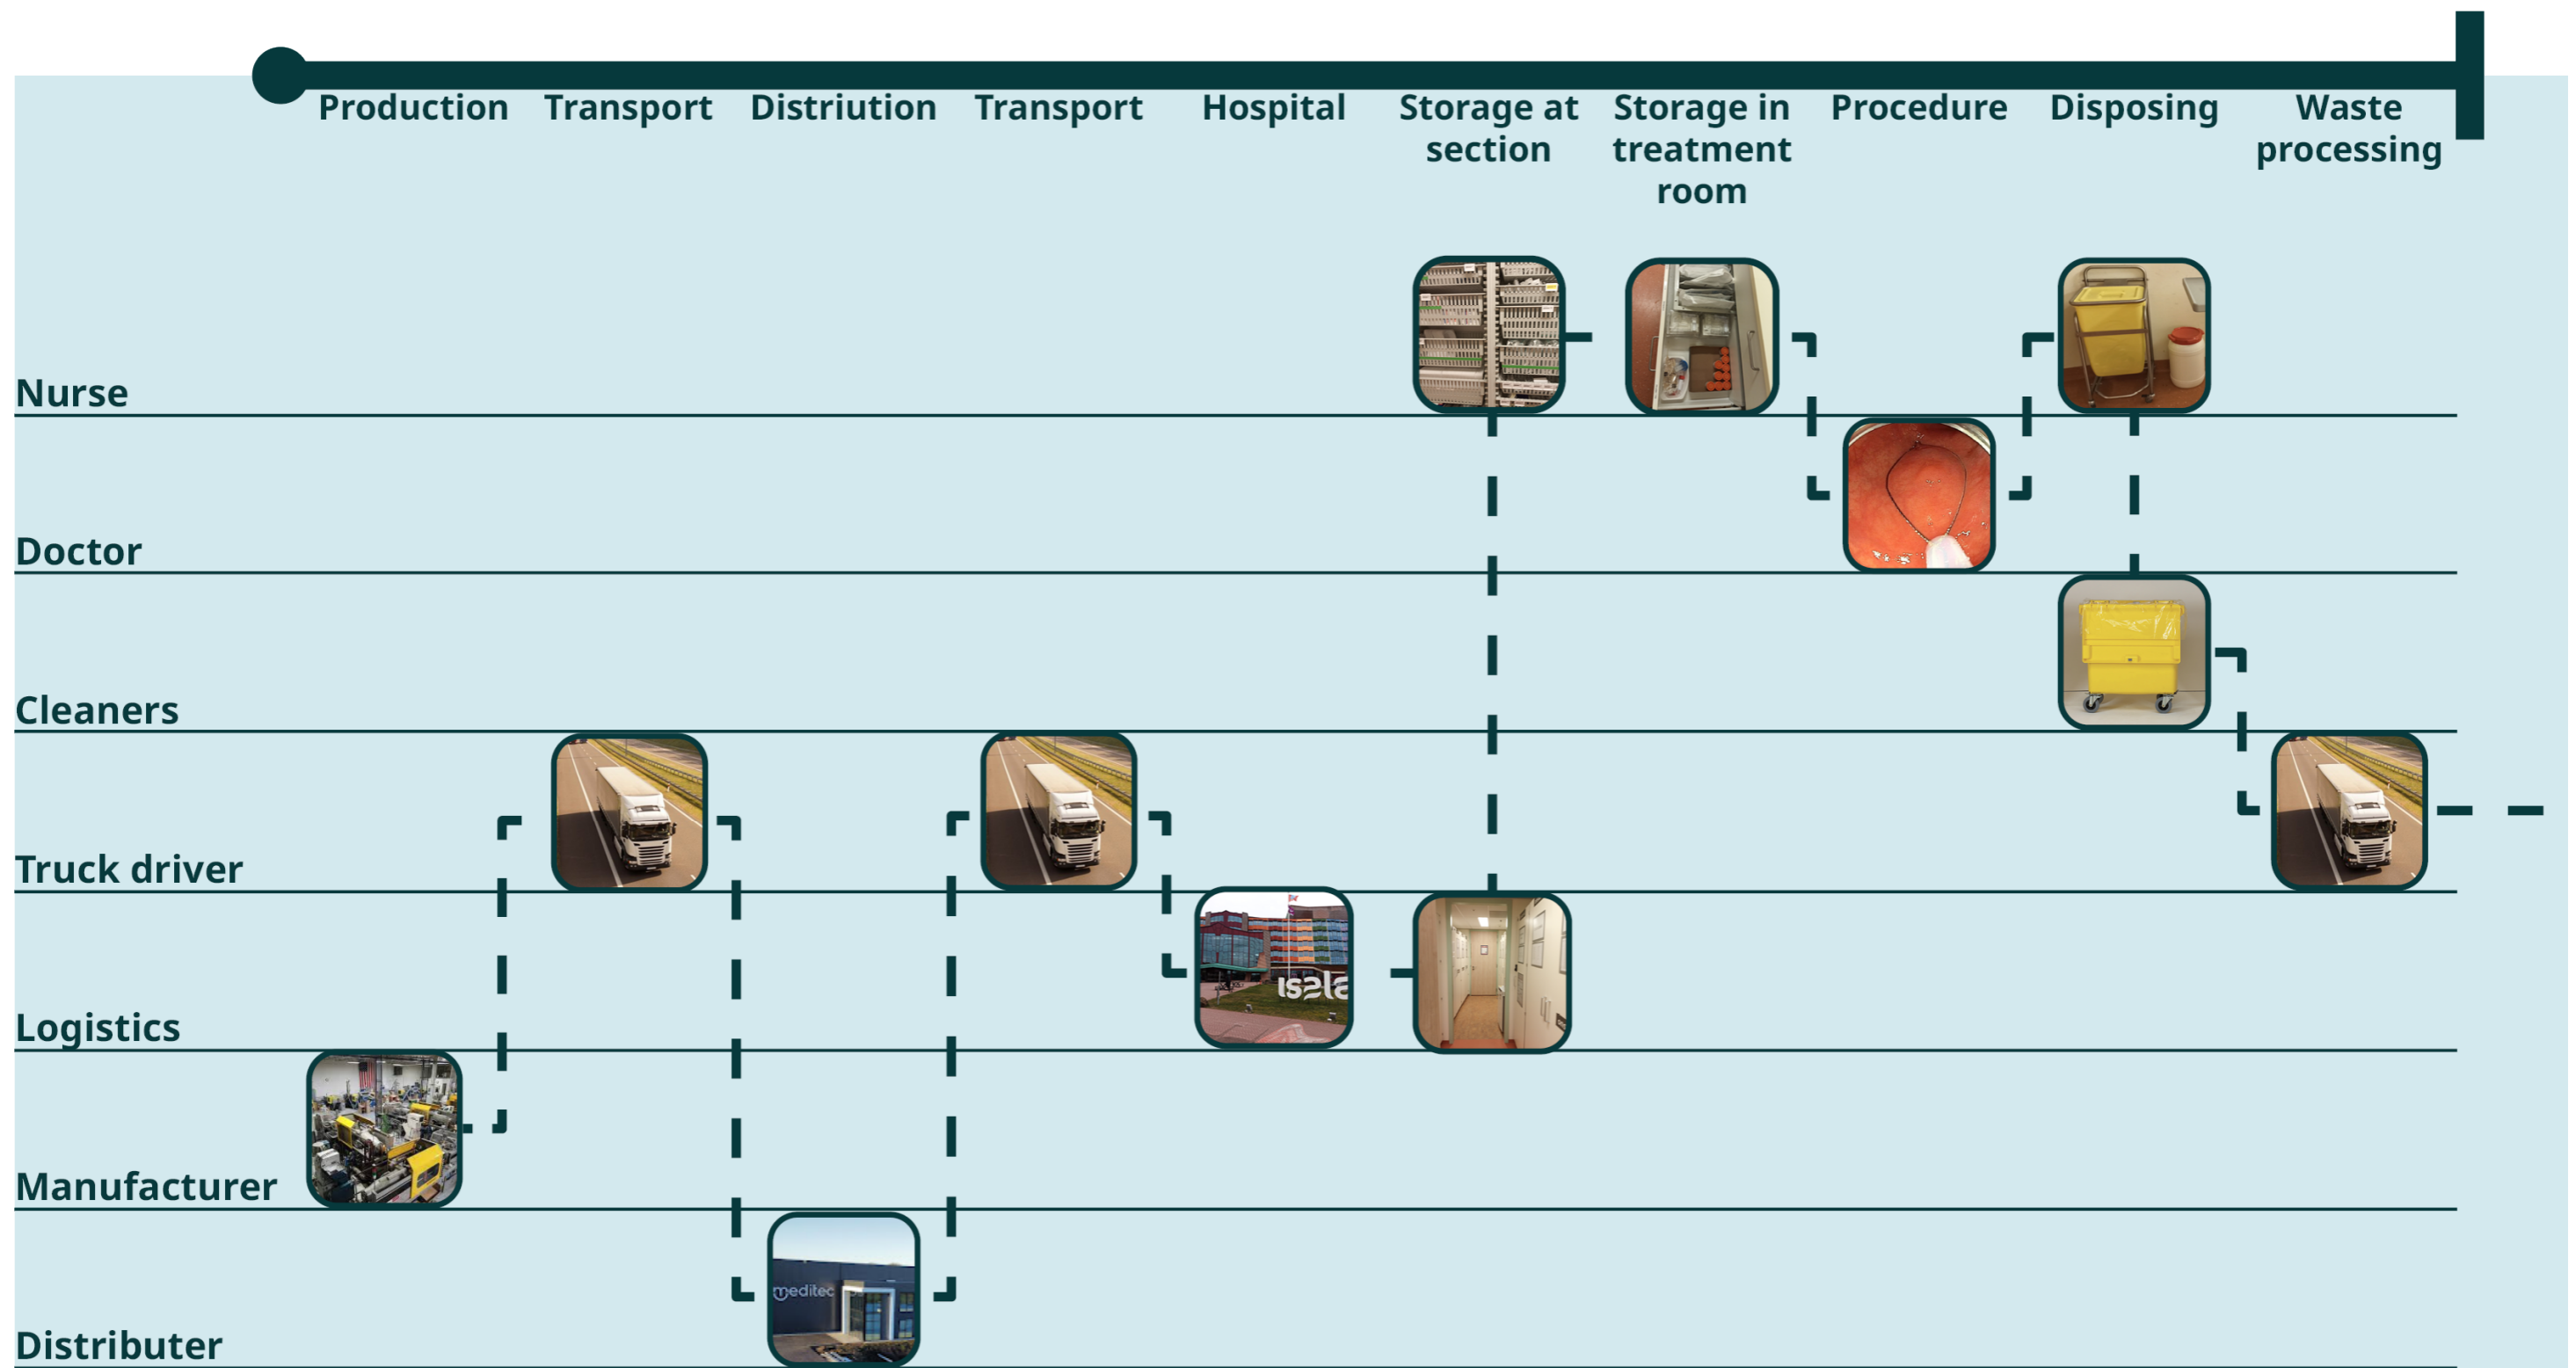 Production
Transport
Distriution
Transport
Hospital
Storage at
section
Storage in
treatment
room
Procedure
Disposing
Waste
processing
Nurse
Doctor
Cleaners
Truck driver
Logistics
isala
Manufacturer
meditec
Distributer